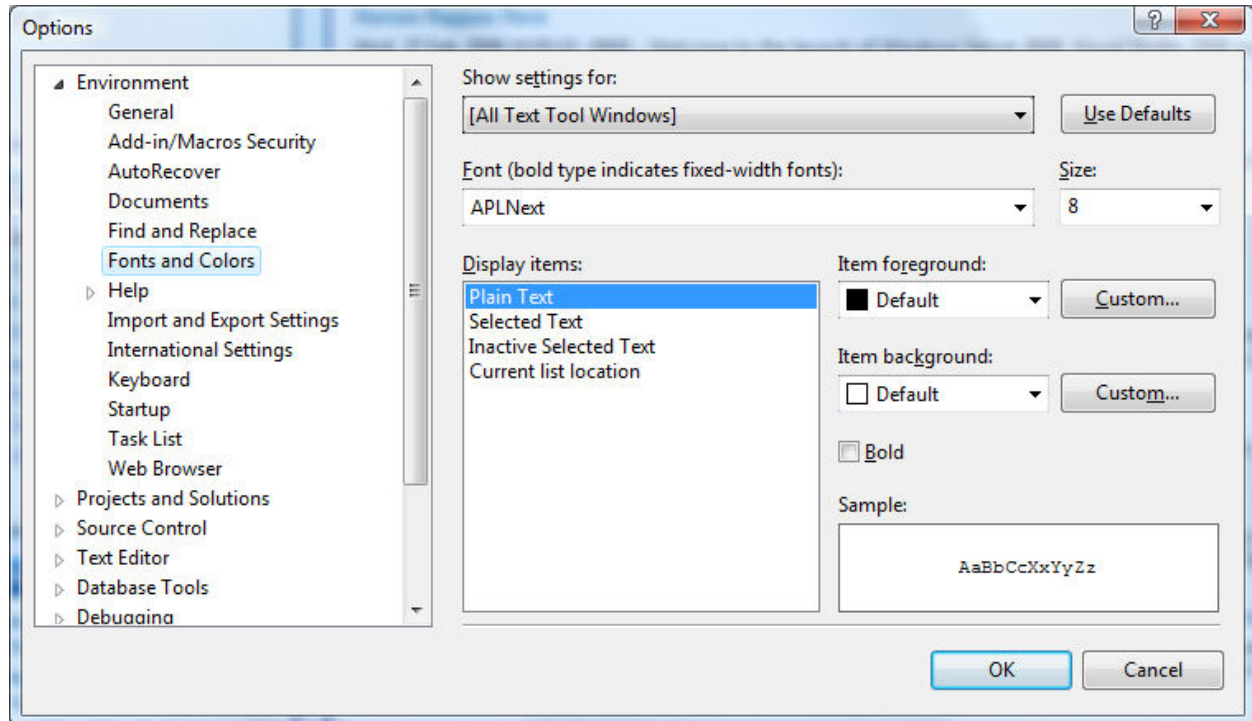 Options
Environment
General
Add-in/Macros Security
AutoRecover
Documents
Find and Replace
Fonts and Colors
Help
Import and Export Settings
International Settings
Keyboard
Startup
Task List
Web Browser
Projects and Solutions
Source Control
Text Editor
Database Tools
Debugging
Show settings for:
[All Text Tool Windows]
Use Defaults
Font (bold type indicates fixed-width fonts):
Size:
APLNext
8
Display items:
Plain Text
Selected Text
Inactive Selected Text
Current list location
Item foreground:
Default
Custom...
Item background:
Default
Custom...
Bold
Sample:
AaBbCcXxYyZz
OK
Cancel